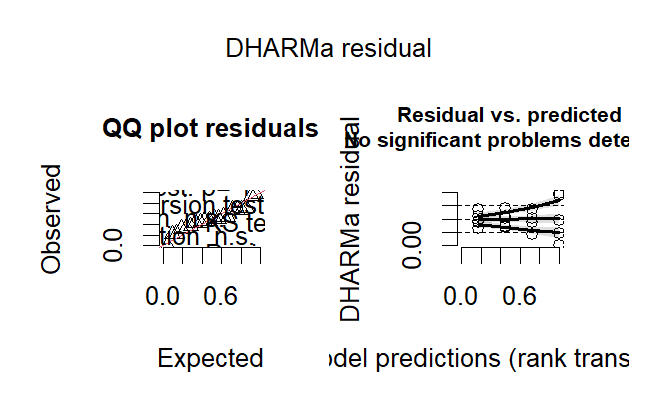 DHARMa residual
QQ plot residuals
Observed
0.0
0.0 0.6
Expected
Residual vs. predicted
No significant problems dete
DHARMa residual
0.00
0.0 0.6
odel predictions (rank trans